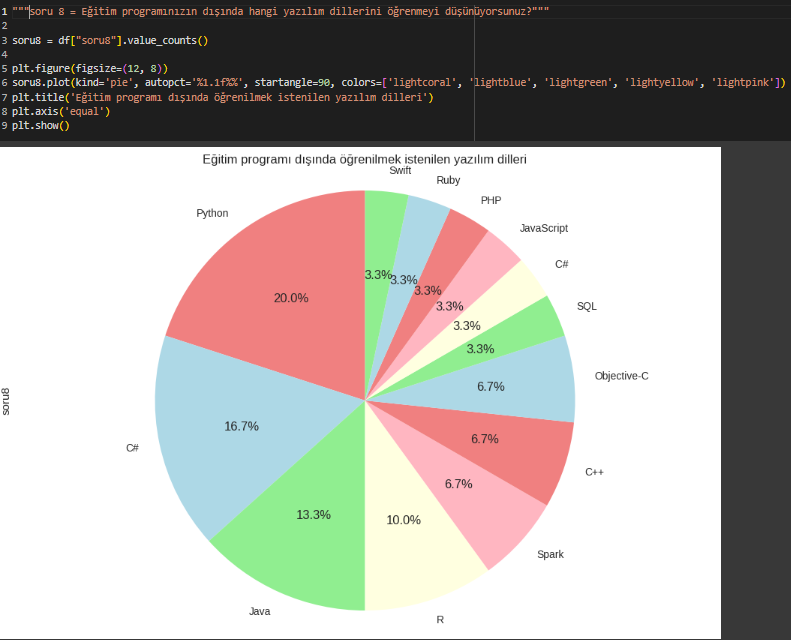 1 """soru 8 = Eğitim programınızın dışında hangi yazılım dillerini öğrenmeyi düşünüyorsunuz?"""
2
3 soru8 = df["soru8"].value_counts()
4
5 plt.figure(figsize=(12, 8))
6 soru8.plot(kind='pie', autopct='%1.1f%%', startangle=90, colors=['lightcoral', 'lightblue', 'lightgreen', 'lightyellow', 'lightpink'])
7 plt.title('Eğitim programı dışında öğrenilmek istenilen yazılım dilleri')
8 plt.axis('equal')
9 plt.show()
Eğitim programı dışında öğrenilmek istenilen yazılım dilleri
Swift
Ruby
PHP
JavaScript
C#
SQL
Objective-C
C++
Spark
R
Java
C#
Python
3.3%
3.3%
3.3%
3.3%
3.3%
3.3%
6.7%
6.7%
6.7%
10.0%
13.3%
16.7%
20.0%
soru8